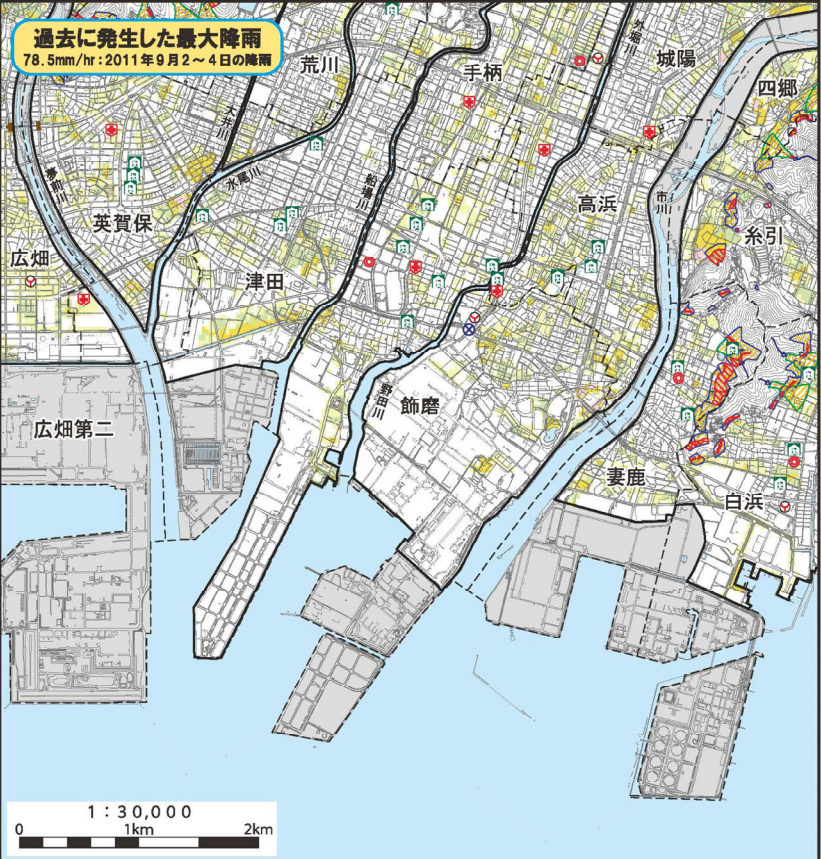 過去に発生した最大降雨
78.5mm/hr:2011年9月2～4日の降雨
荒川
手柄
外堀川
城陽
四郷
大井川
水尾川
船場川
夢前川
英賀保
高浜
市川
糸引
広畑
津田
野田川
飾磨
広畑第二
妻鹿
白浜
1:30,000
0 1km 2km